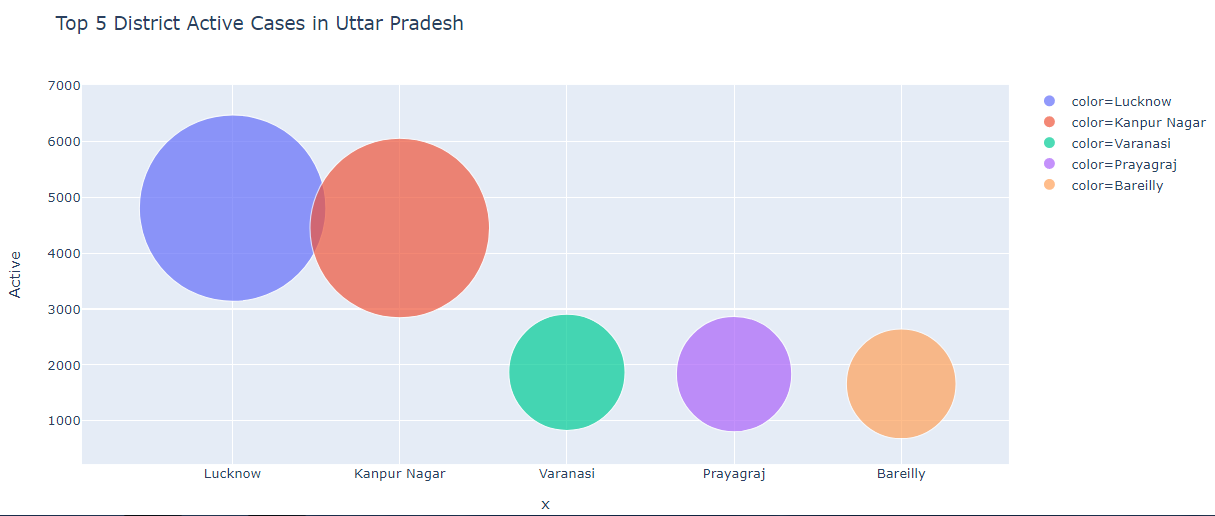 Top 5 District Active Cases in Uttar Pradesh
7000
6000
5000
4000
3000
2000
1000
Active
Lucknow Kanpur Nagar Varanasi Prayagraj Bareilly
x
color=Lucknow
color=Kanpur Nagar
color=Varanasi
color=Prayagraj
color=Bareilly